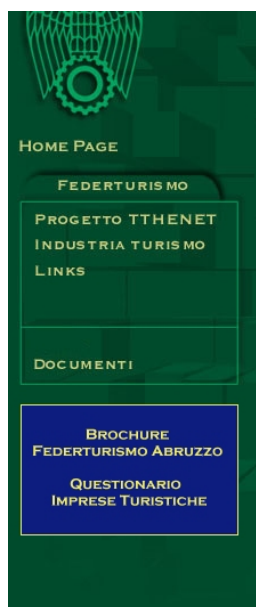 Home Page
Federturismo
Progetto TTHENET
Industria turismo
Links
Documenti
Brochure
Federturismo Abruzzo
Questionario
Imprese Turistiche